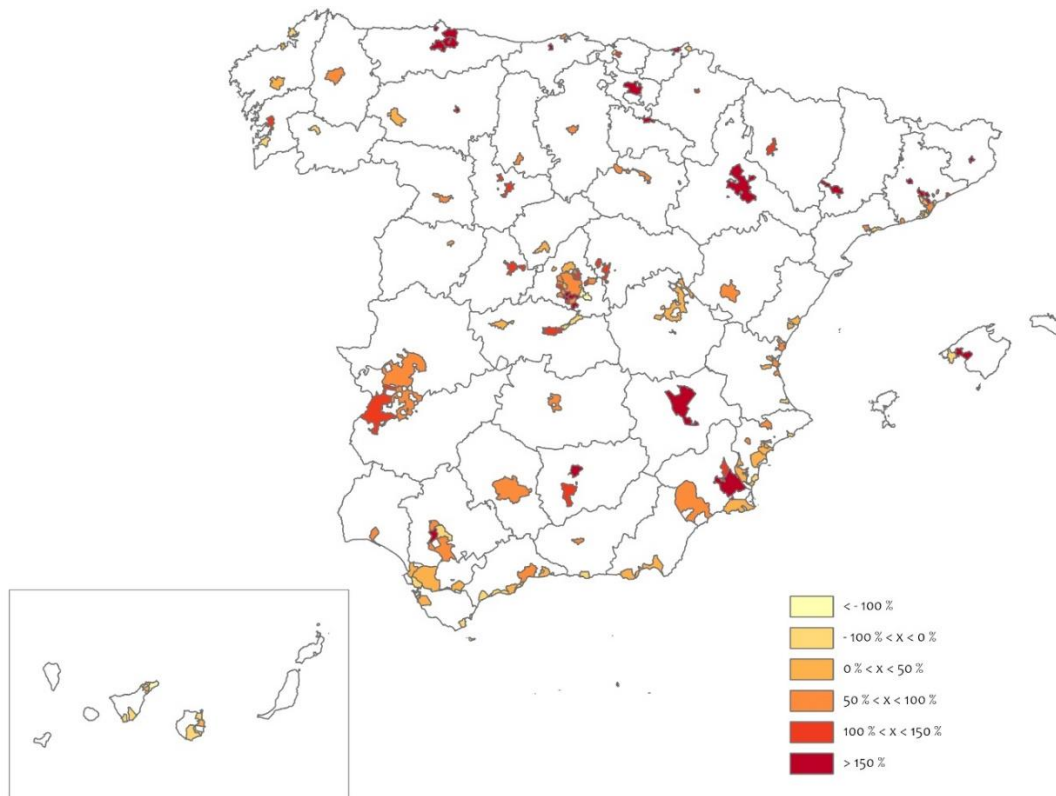 < - 100 %
- 100 % < x < 0 %
0 % < x < 50 %
50 % < x < 100 %
100 % < x < 150 %
> 150 %